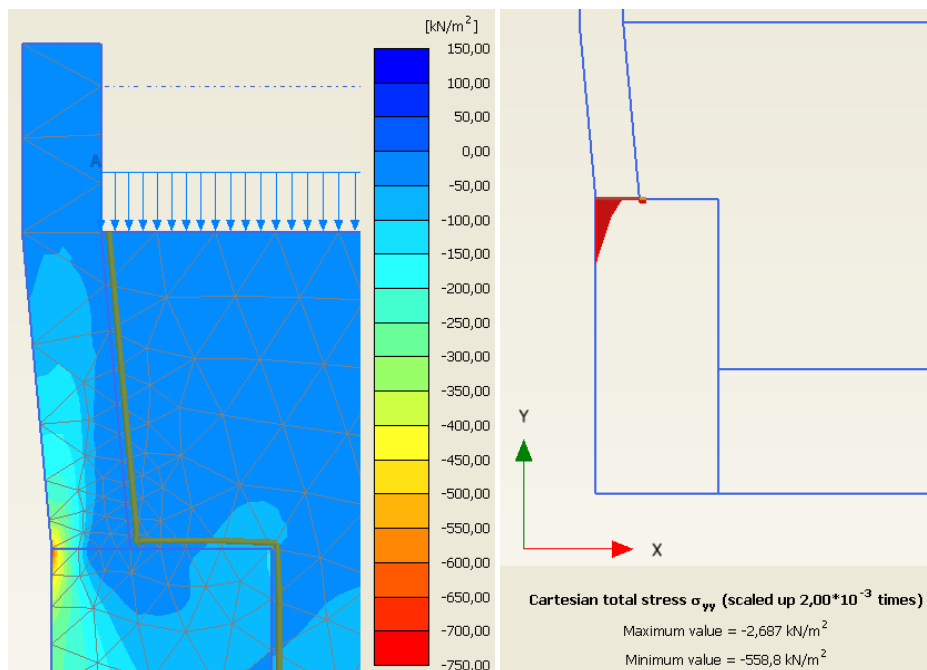 [kN/m²]
150,00
100,00
50,00
0,00
-50,00
-100,00
-150,00
-200,00
-250,00
-300,00
-350,00
-400,00
-450,00
-500,00
-550,00
-600,00
-650,00
-700,00
-750,00
A
Y
X
Cartesian total stress σyy (scaled up 2,00*10⁻³ times)
Maximum value = -2,687 kN/m²
Minimum value = -558,8 kN/m²